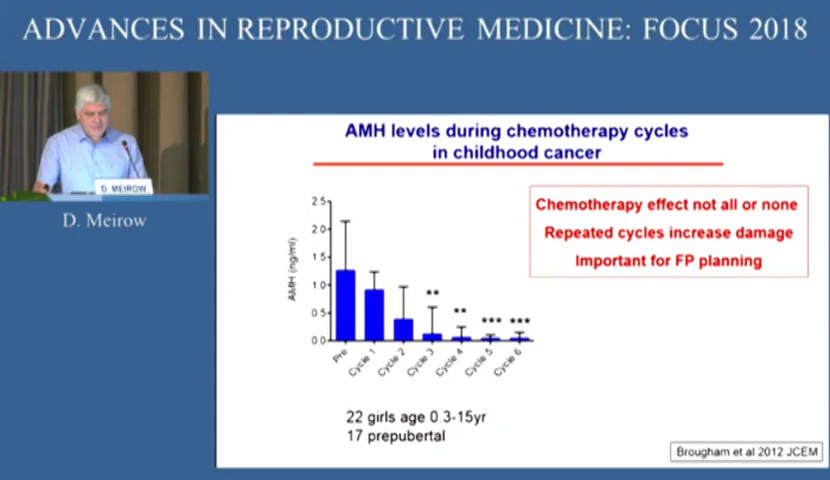 ADVANCES IN REPRODUCTIVE MEDICINE: FOCUS 2018
D. MEIROW
D. Meirow
AMH levels during chemotherapy cycles
in childhood cancer
Chemotherapy effect not all or none
Repeated cycles increase damage
Important for FP planning
AMH (ng/ml)
2.5
2.0
1.5
1.0
0.5
0.0
** ** *** ***
Pre Cycle 1 Cycle 2 Cycle 3 Cycle 4 Cycle 5 Cycle 6
22 girls age 0.3-15yr
17 prepubertal
Brougham et al 2012 JCEM